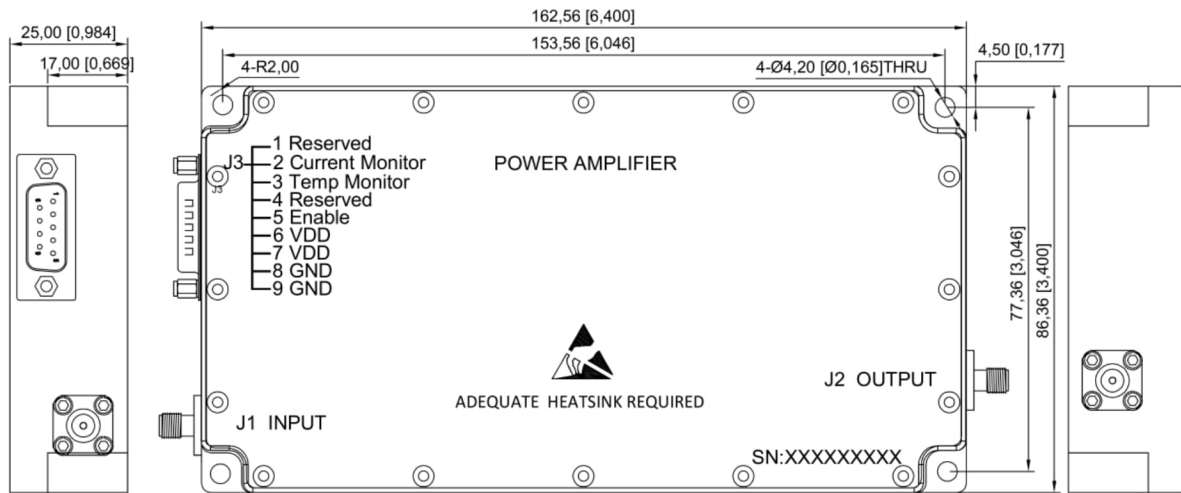 162,56 [6,400]
25,00 [0,984]
153,56 [6,046]
17,00 [0,669]
4-R2,00
4-Ø4,20 [Ø0,165]THRU
4,50 [0,177]
J3
1 Reserved
2 Current Monitor
3 Temp Monitor
4 Reserved
5 Enable
6 VDD
7 VDD
8 GND
9 GND
J3
POWER AMPLIFIER
77,36 [3,046]
86,36 [3,400]
ADEQUATE HEATSINK REQUIRED
J1 INPUT
J2 OUTPUT
SN:XXXXXXXXX